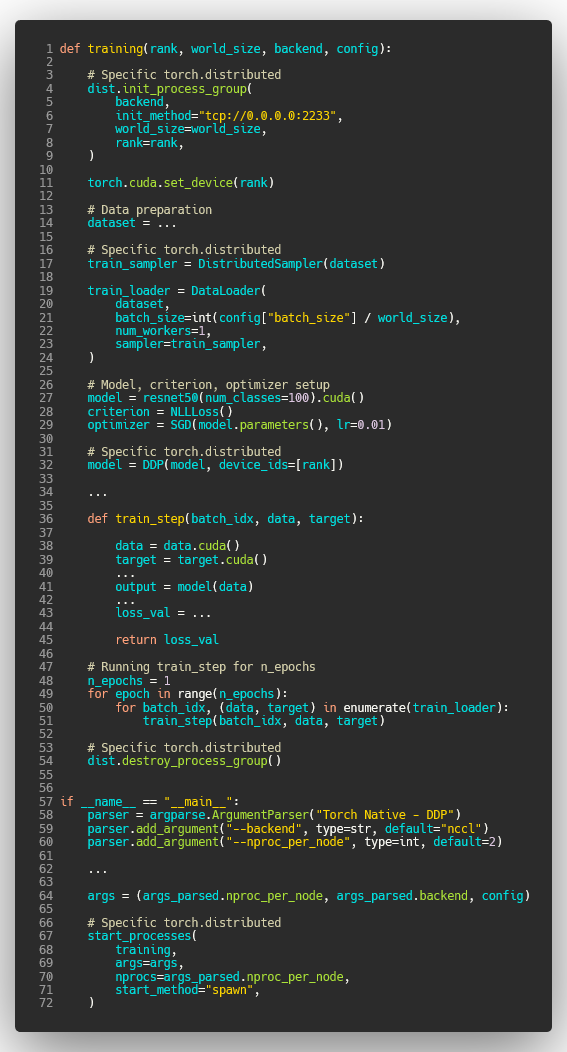 1 def training(rank, world_size, backend, config):
2
3     # Specific torch.distributed
4     dist.init_process_group(
5         backend,
6         init_method="tcp://0.0.0.0:2233",
7         world_size=world_size,
8         rank=rank,
9     )
10
11     torch.cuda.set_device(rank)
12
13     # Data preparation
14     dataset = ...
15
16     # Specific torch.distributed
17     train_sampler = DistributedSampler(dataset)
18
19     train_loader = DataLoader(
20         dataset,
21         batch_size=int(config["batch_size"] / world_size),
22         num_workers=1,
23         sampler=train_sampler,
24     )
25
26     # Model, criterion, optimizer setup
27     model = resnet50(num_classes=100).cuda()
28     criterion = NLLLoss()
29     optimizer = SGD(model.parameters(), lr=0.01)
30
31     # Specific torch.distributed
32     model = DDP(model, device_ids=[rank])
33
34     ...
35
36     def train_step(batch_idx, data, target):
37
38         data = data.cuda()
39         target = target.cuda()
40         ...
41         output = model(data)
42         ...
43         loss_val = ...
44
45         return loss_val
46
47     # Running train_step for n_epochs
48     n_epochs = 1
49     for epoch in range(n_epochs):
50         for batch_idx, (data, target) in enumerate(train_loader):
51             train_step(batch_idx, data, target)
52
53     # Specific torch.distributed
54     dist.destroy_process_group()
55
56
57 if __name__ == "__main__":
58     parser = argparse.ArgumentParser("Torch Native - DDP")
59     parser.add_argument("--backend", type=str, default="nccl")
60     parser.add_argument("--nproc_per_node", type=int, default=2)
61
62     ...
63
64     args = (args_parsed.nproc_per_node, args_parsed.backend, config)
65
66     # Specific torch.distributed
67     start_processes(
68         training,
69         args=args,
70         nprocs=args_parsed.nproc_per_node,
71         start_method="spawn",
72     )